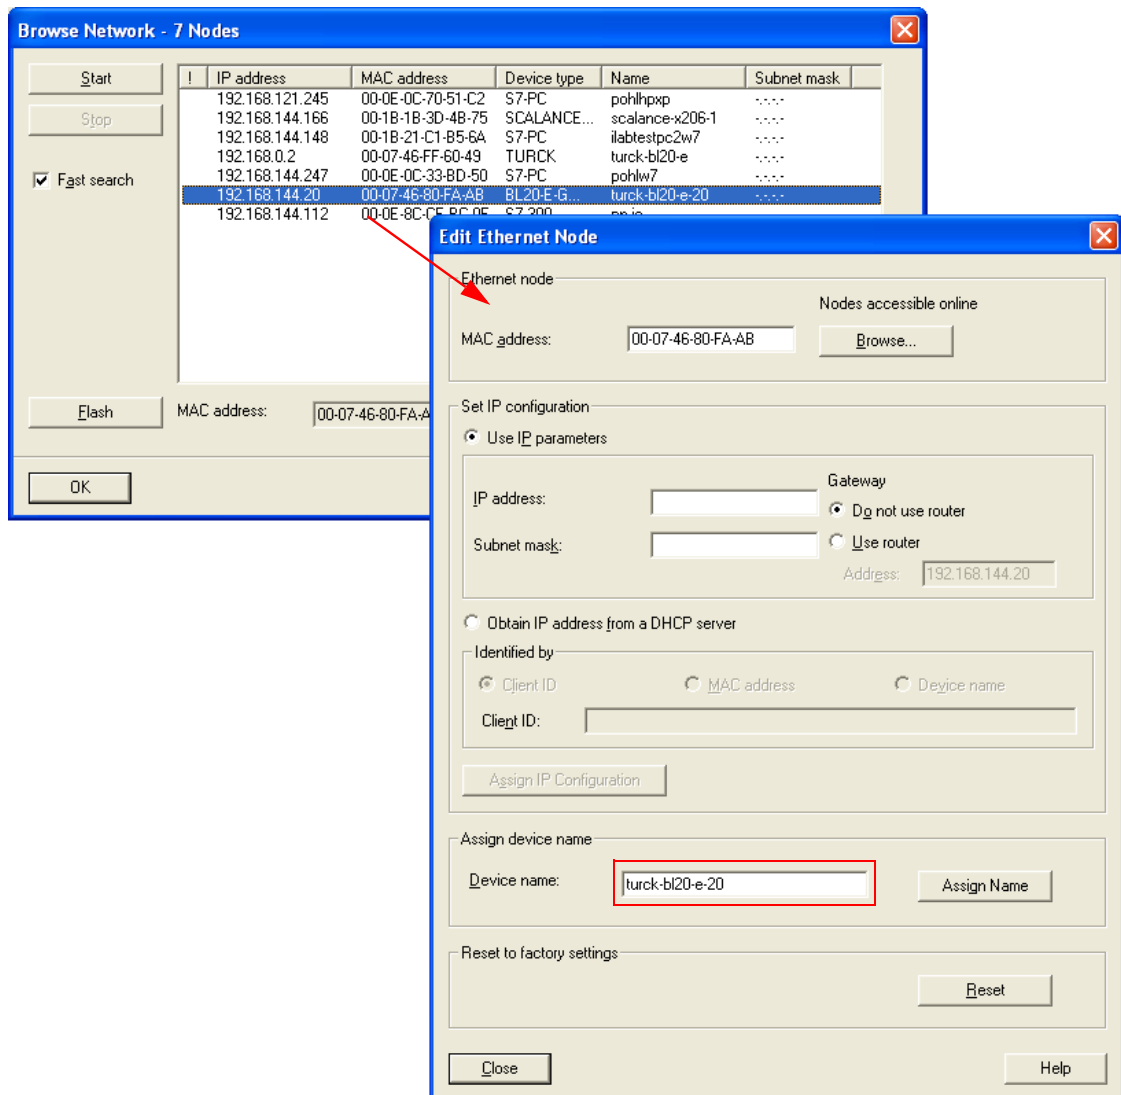 Browse Network - 7 Nodes
Start
Stop
Fast search
! IP address MAC address Device type Name Subnet mask
192.168.121.245 00-0E-0C-70-51-C2 S7-PC pohlhpxp -.-.-.-
192.168.144.166 00-1B-1B-3D-4B-75 SCALANCE... scalance-x206-1 -.-.-.-
192.168.144.148 00-1B-21-C1-B5-6A S7-PC ilabtestpc2w7 -.-.-.-
192.168.0.2 00-07-46-FF-60-49 TURCK turck-bl20-e -.-.-.-
192.168.144.247 00-0E-0C-33-BD-50 S7-PC pohlw7 -.-.-.-
192.168.144.20 00-07-46-80-FA-AB BL20-E-G... turck-bl20-e-20 -.-.-.-
192.168.144.112
Flash
MAC address: 00-07-46-80-FA-A
OK
Edit Ethernet Node
Ethernet node
Nodes accessible online
MAC address: 00-07-46-80-FA-AB Browse...
Set IP configuration
Use IP parameters
Gateway
IP address:
Do not use router
Subnet mask:
Use router
Address: 192.168.144.20
Obtain IP address from a DHCP server
Identified by
Client ID MAC address Device name
Client ID:
Assign IP Configuration
Assign device name
Device name: turck-bl20-e-20 Assign Name
Reset to factory settings
Reset
Close Help